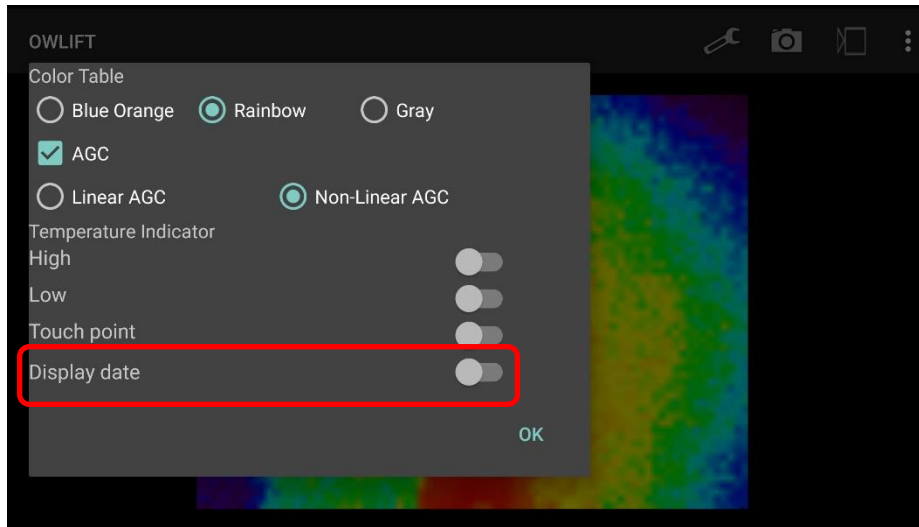 OWLIFT
Color Table
Blue Orange Rainbow Gray
AGC
Linear AGC Non-Linear AGC
Temperature Indicator
High
Low
Touch point
Display date
OK